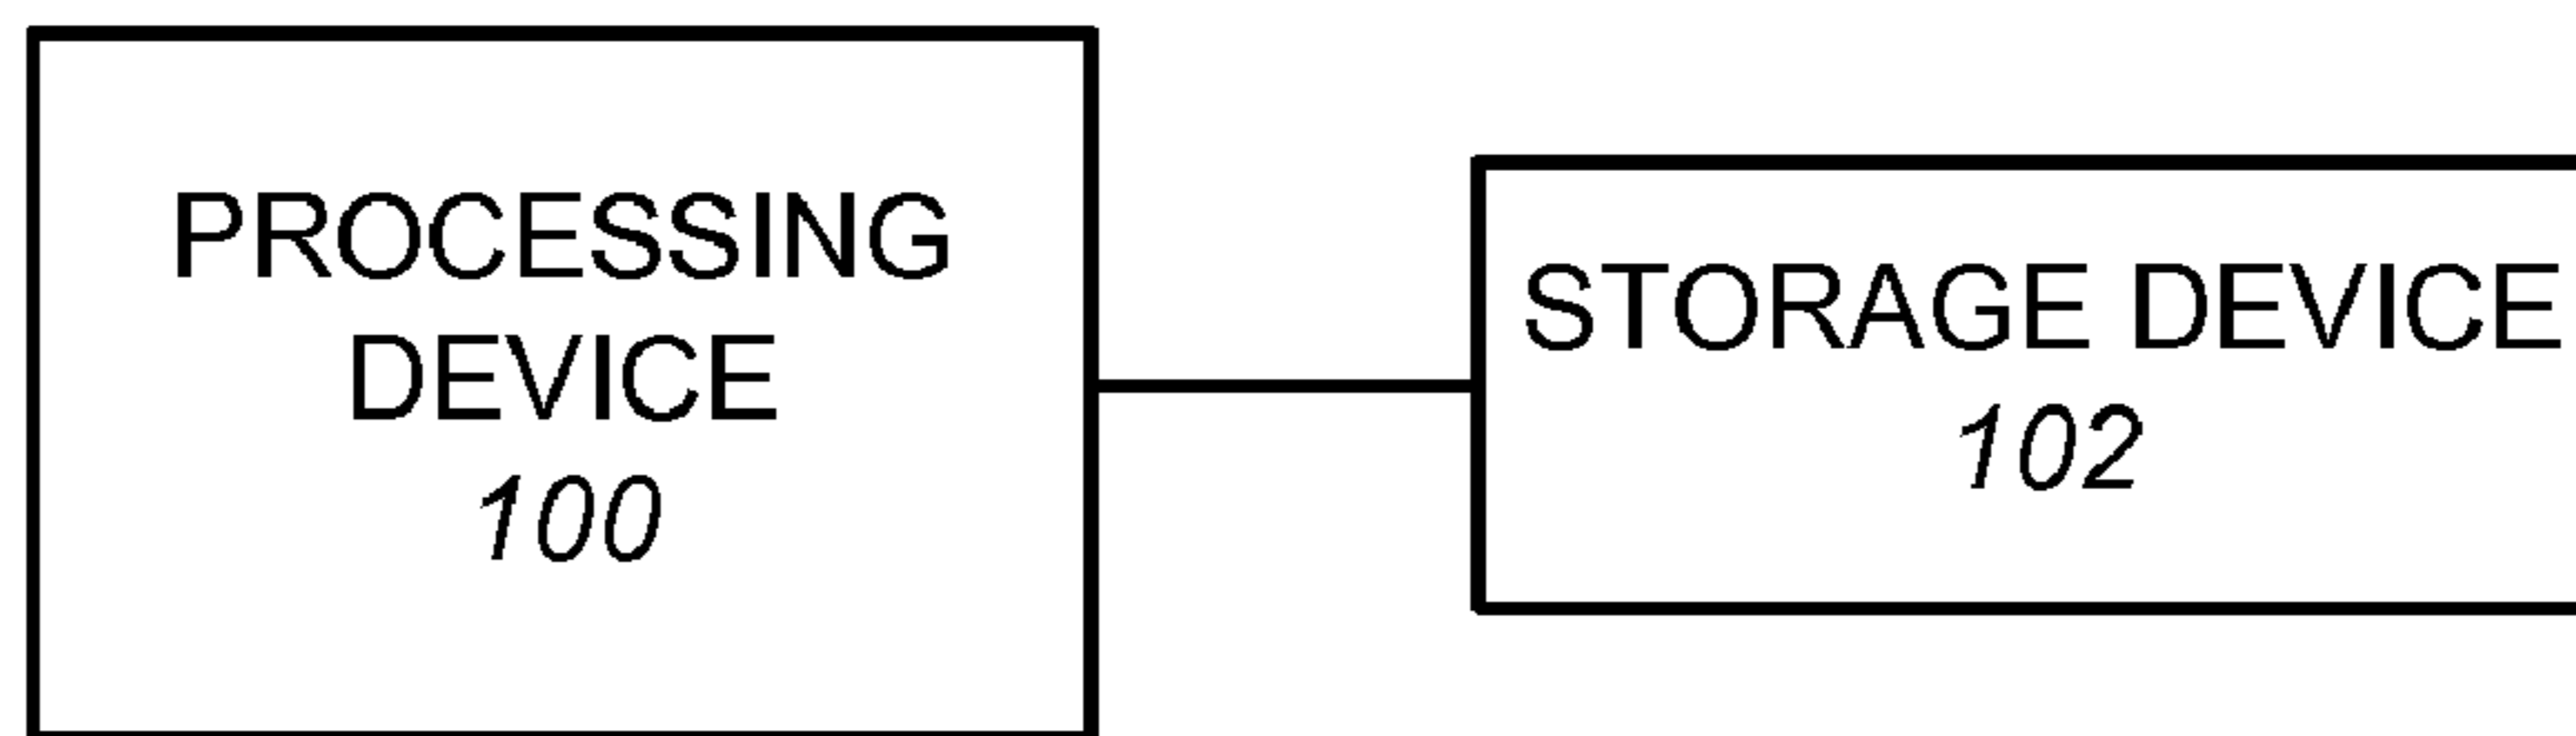 PROCESSING
DEVICE
100
STORAGE DEVICE
102